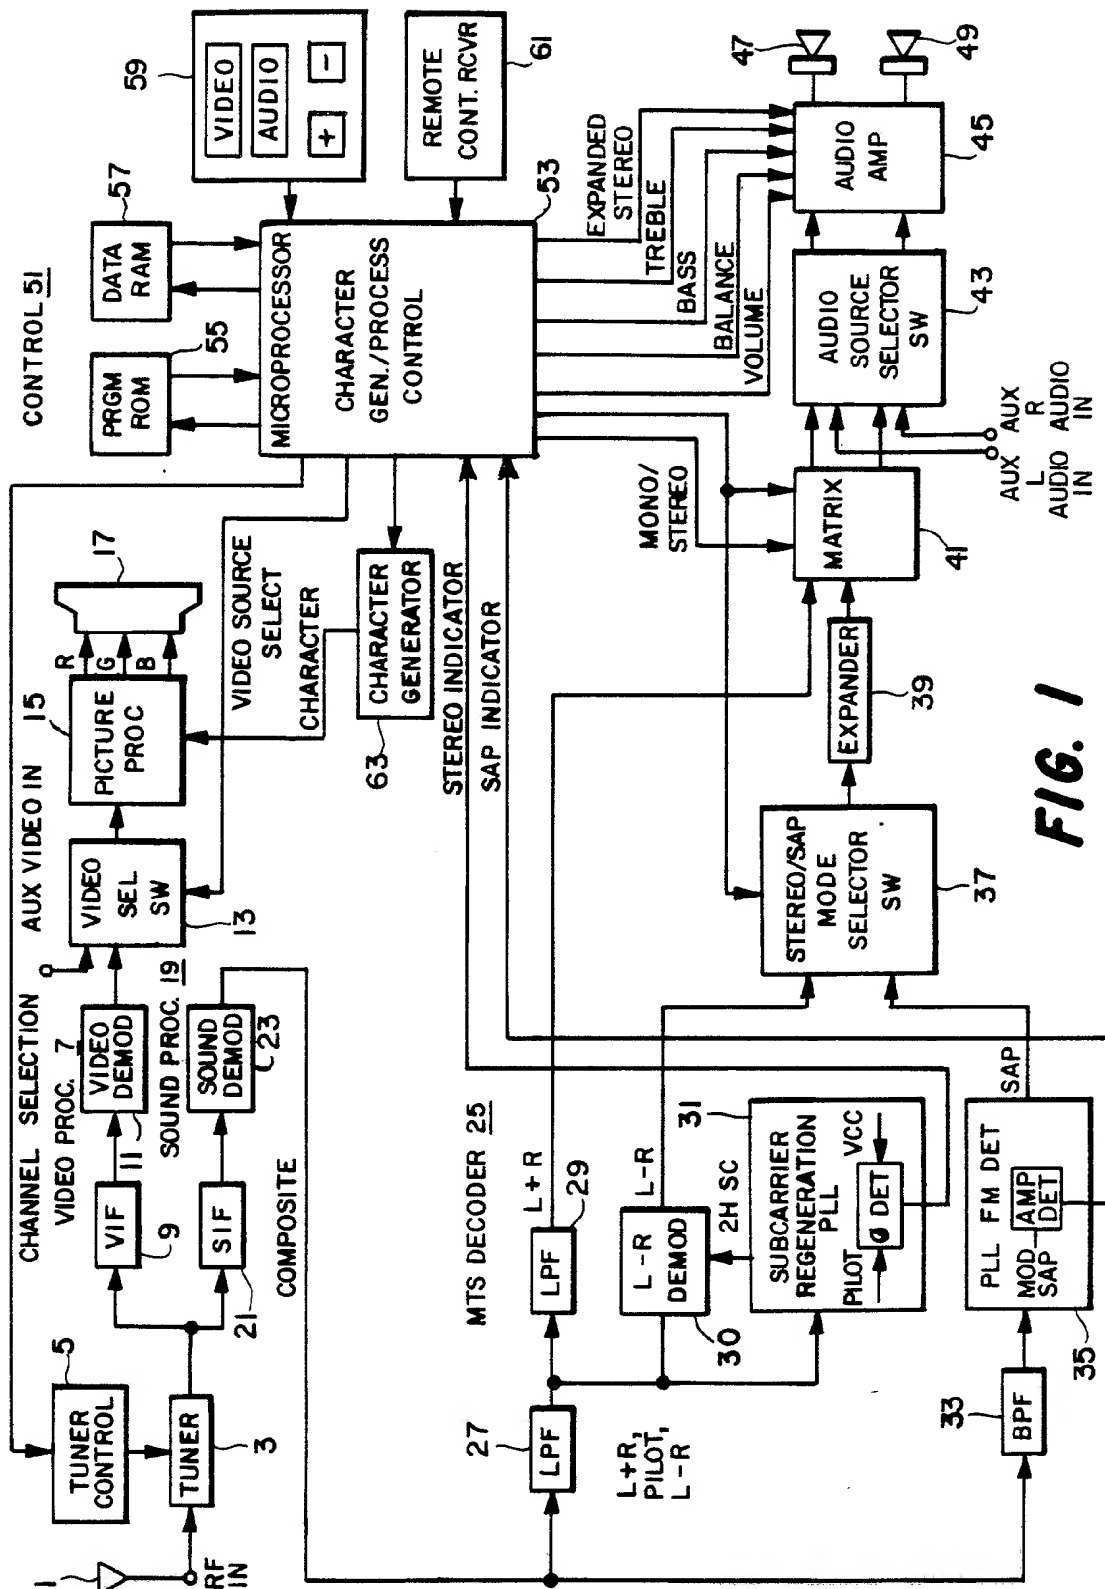 CONTROL 51
59
VIDEO
AUDIO
+
-
57
DATA
RAM
55
PRGM
ROM
61
REMOTE
CONT. RCVR
53
MICROPROCESSOR
CHARACTER
GEN./PROCESS
CONTROL
CHANNEL SELECTION
AUX VIDEO IN
VIDEO PROC. 7
1
RF
IN
5
TUNER
CONTROL
TUNER
3
VIF
9
VIDEO
DEMOD
11
VIDEO
SEL
SW
13
15
PICTURE
PROC
R
G
B
17
SOUND PROC. 19
SIF
21
SOUND
DEMOD
23
VIDEO SOURCE
SELECT
CHARACTER
CHARACTER
GENERATOR
63
COMPOSITE
STEREO INDICATOR
SAP INDICATOR
EXPANDED
STEREO
TREBLE
BASS
BALANCE
VOLUME
MONO/
STEREO
MTS DECODER 25
27
LPF
L+R,
PILOT,
L-R
LPF
29
L+R
L-R
DEMOD
30
L-R
2H SC
31
SUBCARRIER
REGENERATION
PLL
PILOT
Ø DET
VCC
33
BPF
PLL FM DET
MOD
SAP
AMP
DET
35
SAP
STEREO/SAP
MODE
SELECTOR
SW
37
EXPANDER
39
MATRIX
41
AUX
L
AUDIO
IN
AUX
R
AUDIO
IN
AUDIO
SOURCE
SELECTOR
SW
43
AUDIO
AMP
45
47
49
FIG. 1